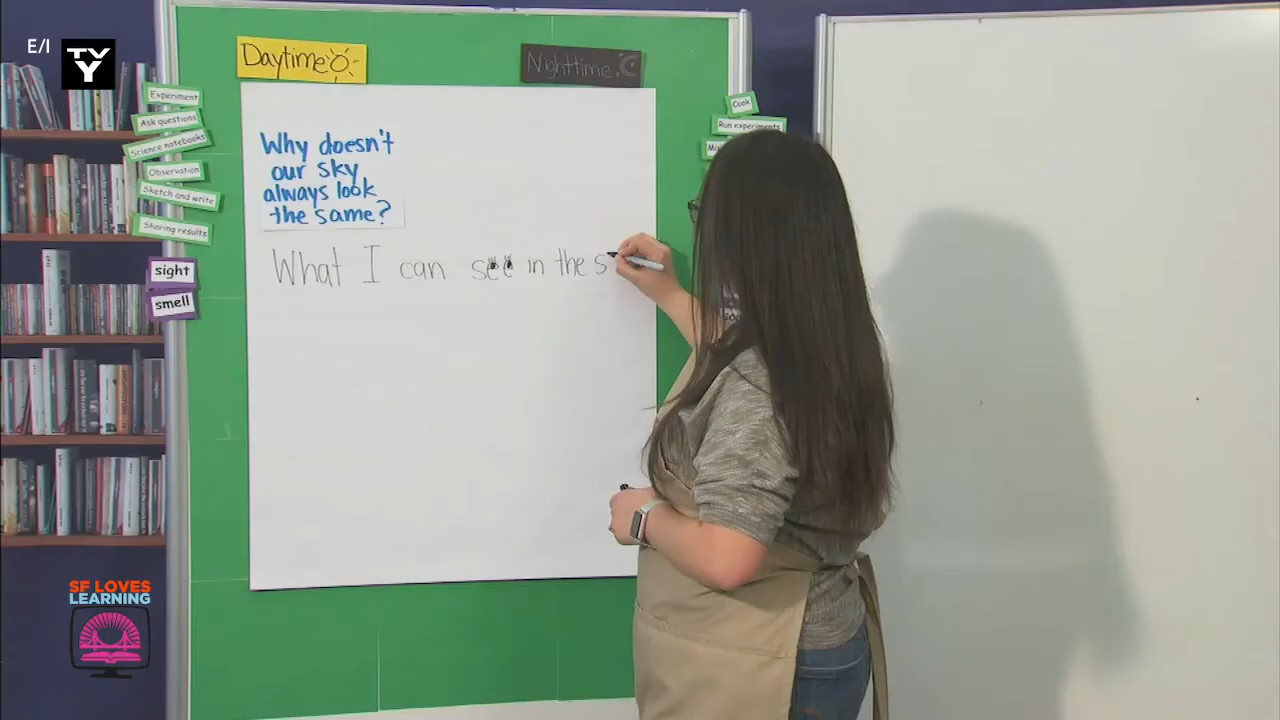 E/I
TV
Y
Daytime
Nighttime
Experiment
Ask questions
Science notebooks
Observation
Sketch and write
Sharing results
sight
smell
Cook
Run experiments
Why doesn't
our sky
always look
the same?
What I can see in the s
SF LOVES
LEARNING